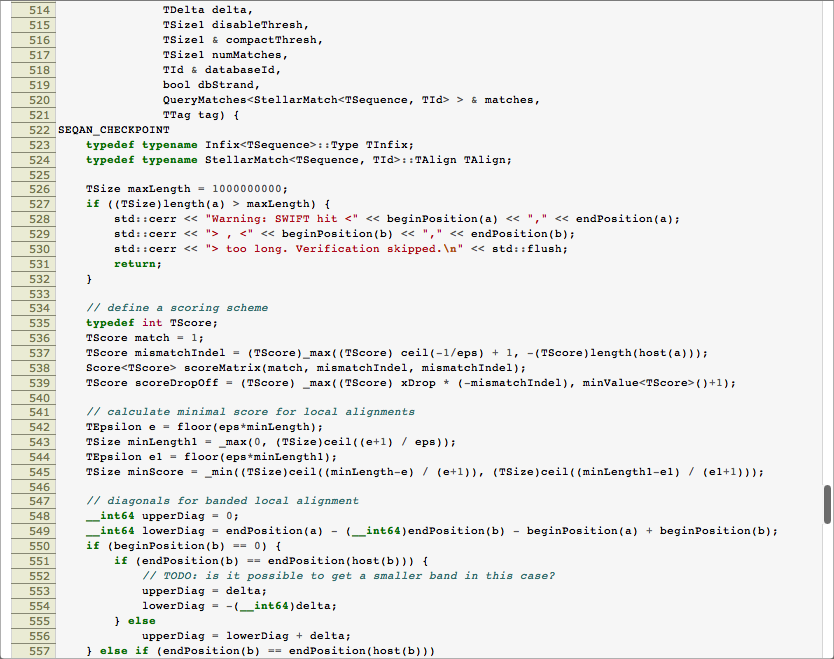 514 TDelta delta,
515 TSize1 disableThresh,
516 TSize1 & compactThresh,
517 TSize1 numMatches,
518 TId & databaseId,
519 bool dbStrand,
520 QueryMatches<StellarMatch<TSequence, TId> > & matches,
521 TTag tag) {
522 SEQAN_CHECKPOINT
523 typedef typename Infix<TSequence>::Type TInfix;
524 typedef typename StellarMatch<TSequence, TId>::TAlign TAlign;
525
526 TSize maxLength = 1000000000;
527 if ((TSize)length(a) > maxLength) {
528 std::cerr << "Warning: SWIFT hit <" << beginPosition(a) << "," << endPosition(a);
529 std::cerr << "> , <" << beginPosition(b) << "," << endPosition(b);
530 std::cerr << "> too long. Verification skipped.\n" << std::flush;
531 return;
532 }
533
534 // define a scoring scheme
535 typedef int TScore;
536 TScore match = 1;
537 TScore mismatchIndel = (TScore)_max((TScore) ceil(-1/eps) + 1, -(TScore)length(host(a)));
538 Score<TScore> scoreMatrix(match, mismatchIndel, mismatchIndel);
539 TScore scoreDropOff = (TScore) _max((TScore) xDrop * (-mismatchIndel), minValue<TScore>()+1);
540
541 // calculate minimal score for local alignments
542 TEpsilon e = floor(eps*minLength);
543 TSize minLength1 = _max(0, (TSize)ceil((e+1) / eps));
544 TEpsilon e1 = floor(eps*minLength1);
545 TSize minScore = _min((TSize)ceil((minLength-e) / (e+1)), (TSize)ceil((minLength1-e1) / (e1+1)));
546
547 // diagonals for banded local alignment
548 __int64 upperDiag = 0;
549 __int64 lowerDiag = endPosition(a) - (__int64)endPosition(b) - beginPosition(a) + beginPosition(b);
550 if (beginPosition(b) == 0) {
551 if (endPosition(b) == endPosition(host(b))) {
552 // TODO: is it possible to get a smaller band in this case?
553 upperDiag = delta;
554 lowerDiag = -(__int64)delta;
555 } else
556 upperDiag = lowerDiag + delta;
557 } else if (endPosition(b) == endPosition(host(b)))